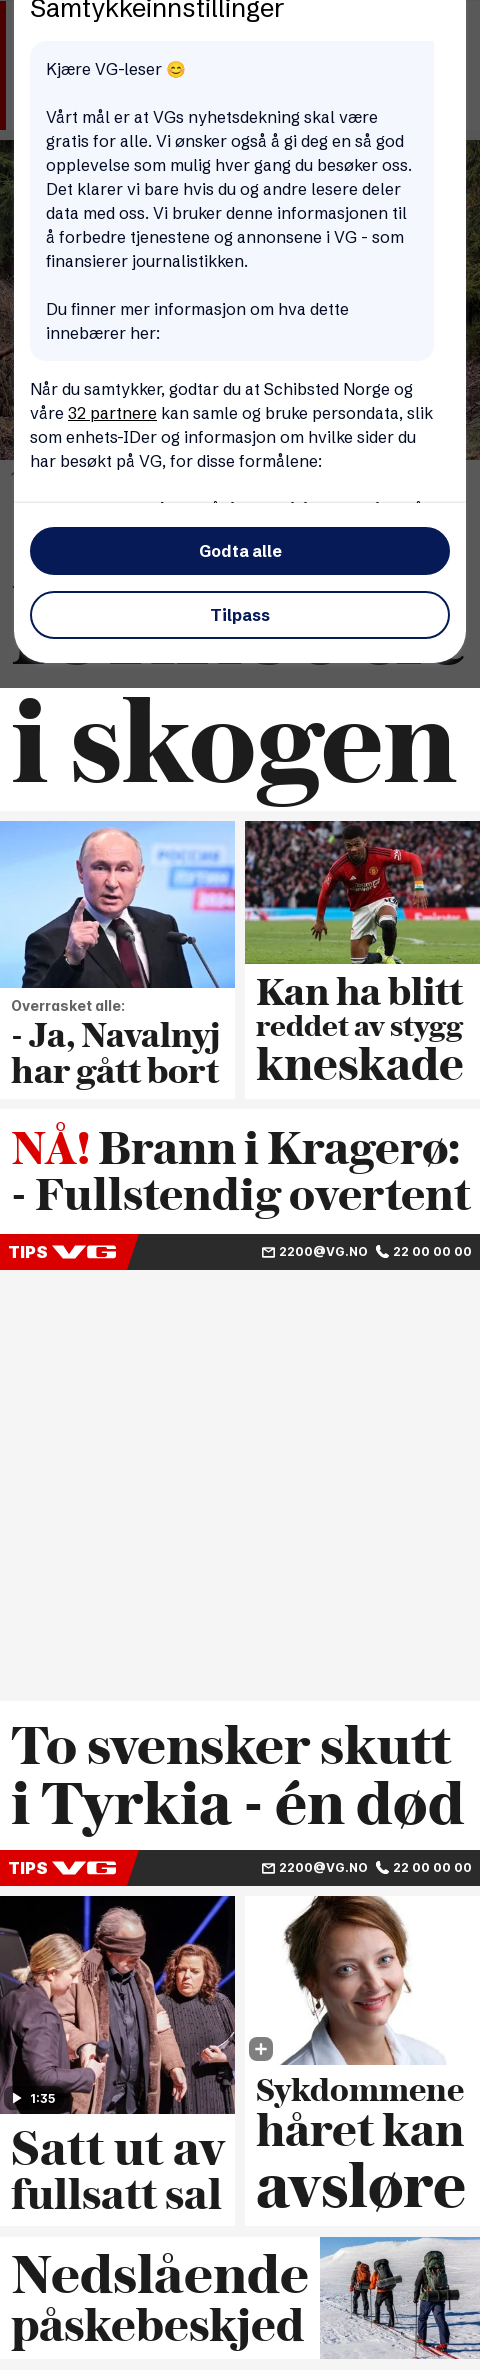 Samtykkeinnstillinger
Kjære VG-leser 😊
Vårt mål er at VGs nyhetsdekning skal være
gratis for alle. Vi ønsker også å gi deg en så god
opplevelse som mulig hver gang du besøker oss.
Det klarer vi bare hvis du og andre lesere deler
data med oss. Vi bruker denne informasjonen til
å forbedre tjenestene og annonsene i VG - som
finansierer journalistikken.
Du finner mer informasjon om hva dette
innebærer her:
Når du samtykker, godtar du at Schibsted Norge og
våre 32 partnere kan samle og bruke persondata, slik
som enhets-IDer og informasjon om hvilke sider du
har besøkt på VG, for disse formålene:
Godta alle
Tilpass
i skogen
РОССИЯ
ПУТИН
2024
Overrasket alle:
- Ja, Navalnyj
har gått bort
Kan ha blitt
reddet av stygg
kneskade
NÅ! Brann i Kragerø:
- Fullstendig overtent
TIPS VG 2200@VG.NO 22 00 00 00
To svensker skutt
i Tyrkia - én død
TIPS VG 2200@VG.NO 22 00 00 00
1:35
Satt ut av
fullsatt sal
Sykdommene
håret kan
avsløre
Nedslående
påskebeskjed